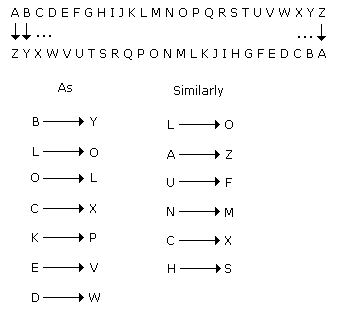 A B C D E F G H I J K L M N O P Q R S T U V W X Y Z
...
Z Y X W V U T S R Q P O N M L K J I H G F E D C B A
As
B Y
L O
O L
C X
K P
E V
D W
Similarly
L O
A Z
U F
N M
C X
H S